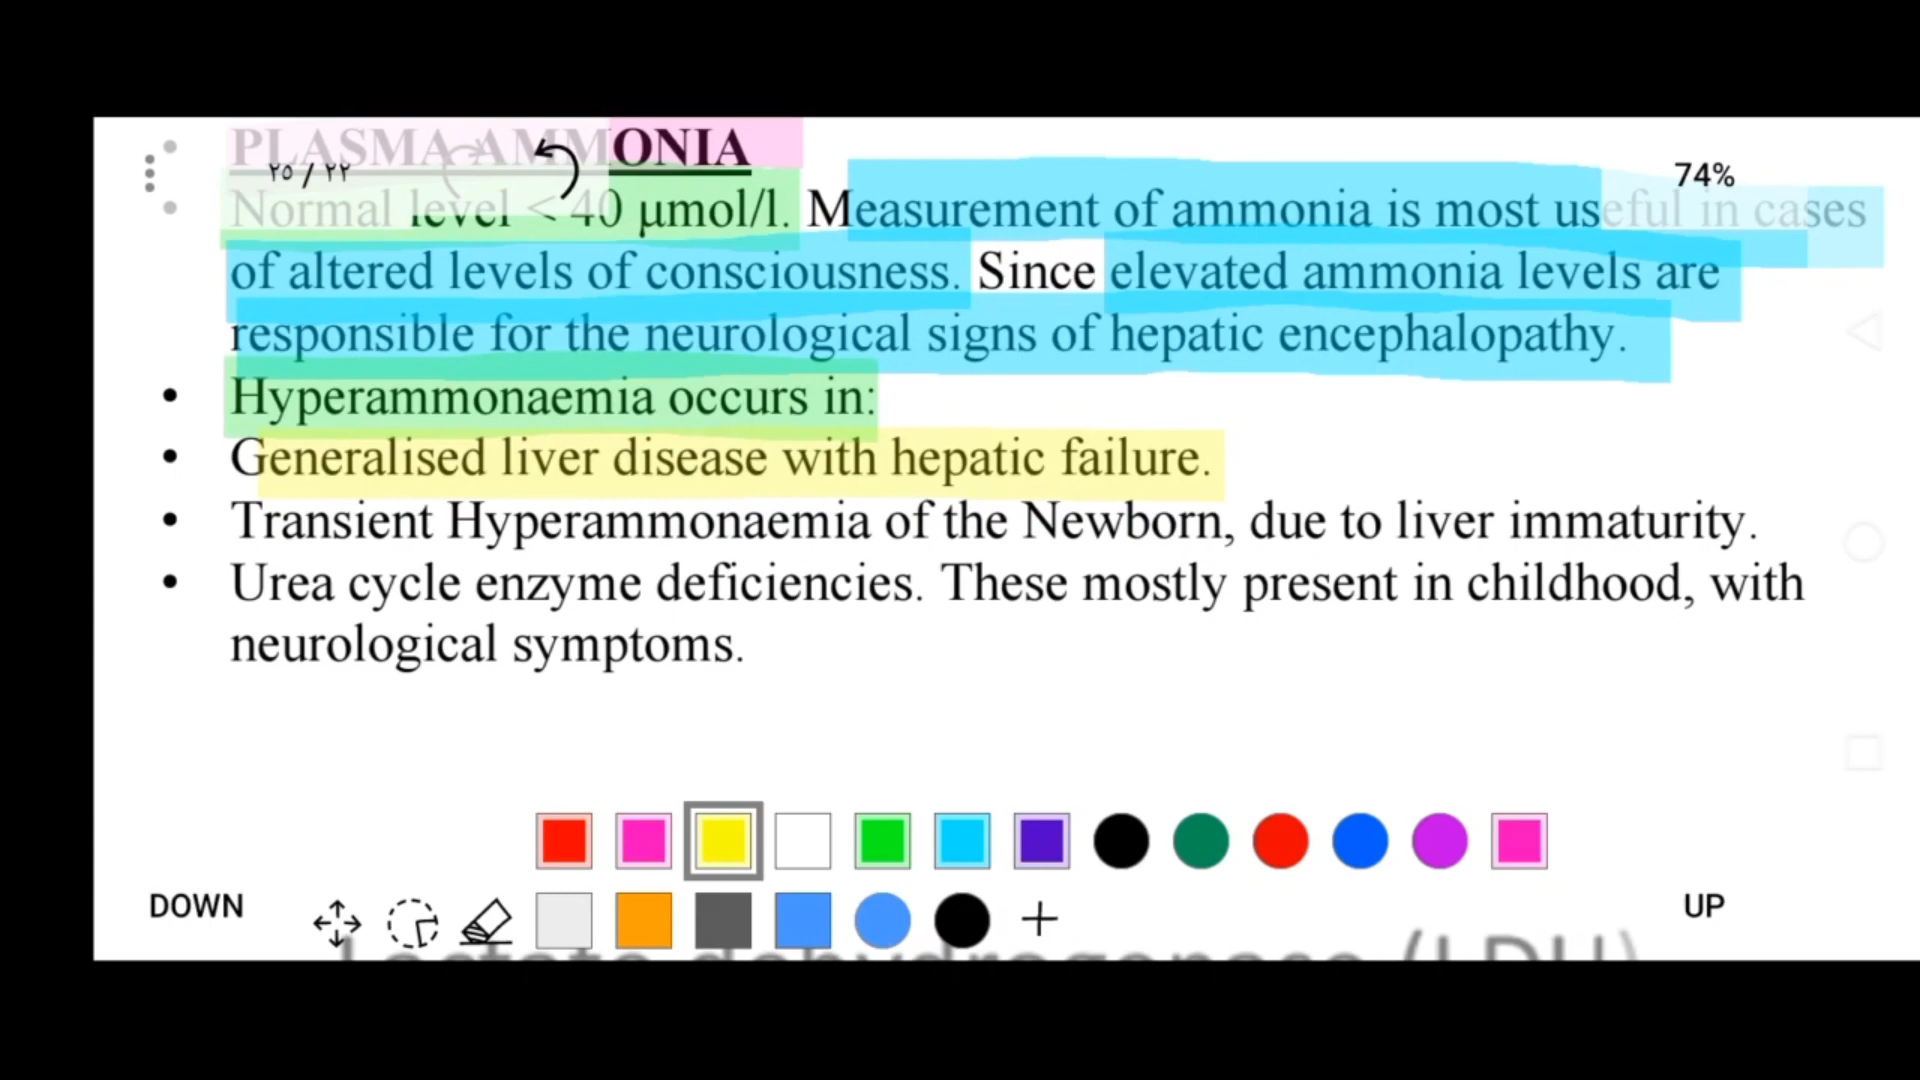 PLASMA AMMONIA
٢٥ / ٢٢
74%
Normal level < 40 μmol/l. Measurement of ammonia is most useful in cases
of altered levels of consciousness. Since elevated ammonia levels are
responsible for the neurological signs of hepatic encephalopathy.
Hyperammonaemia occurs in:
Generalised liver disease with hepatic failure.
Transient Hyperammonaemia of the Newborn, due to liver immaturity.
Urea cycle enzyme deficiencies. These mostly present in childhood, with
neurological symptoms.
DOWN
UP
Lactate dehydrogenase (LDH)